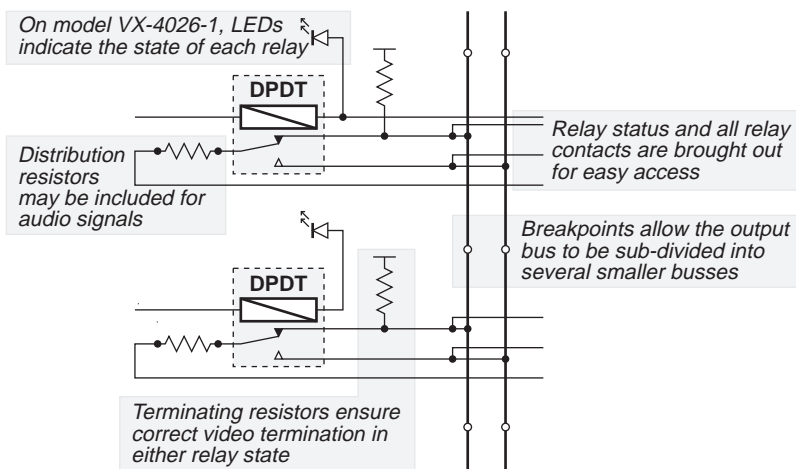 On model VX-4026-1, LEDs
indicate the state of each relay
DPDT
Distribution
resistors
may be included for
audio signals
Relay status and all relay
contacts are brought out
for easy access
Breakpoints allow the output
bus to be sub-divided into
several smaller busses
DPDT
Terminating resistors ensure
correct video termination in
either relay state